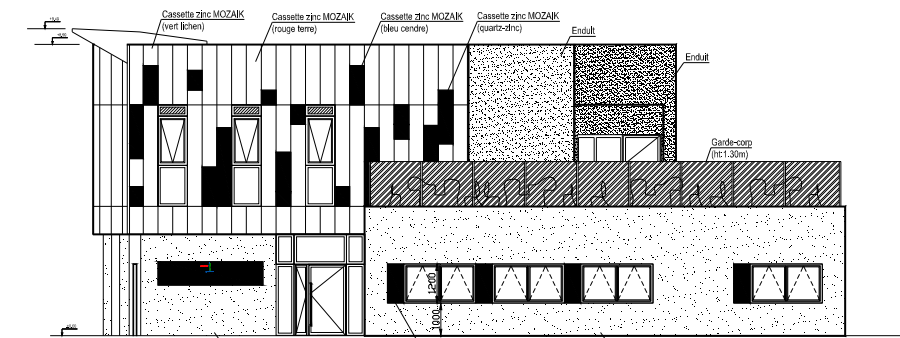 Cassette zinc MOZAIK
(vert lichen)
Cassette zinc MOZAIK
(rouge terre)
Cassette zinc MOZAIK
(bleu cendre)
Cassette zinc MOZAIK
(quartz-zinc)
Enduit
Enduit
Garde-corp
(ht:1.30m)
1200
1000